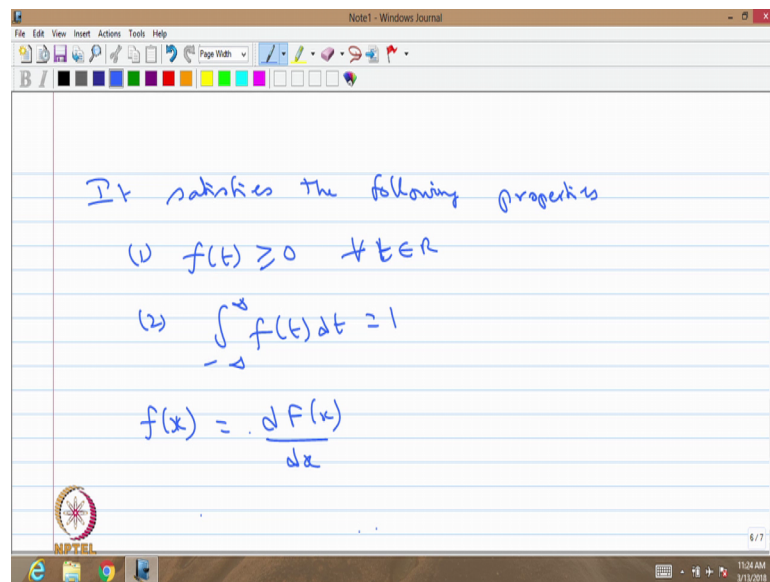 Note1 - Windows Journal
File Edit View Insert Actions Tools Help
Page Width
B I
It satisfies the following properties
(1) f(t) ≥ 0 ∀ t ∈ R
(2) ∫_{-∞}^{∞} f(t) dt = 1
f(x) = dF(x)/dx
NPTEL
6/7
11:24 AM
3/13/2018